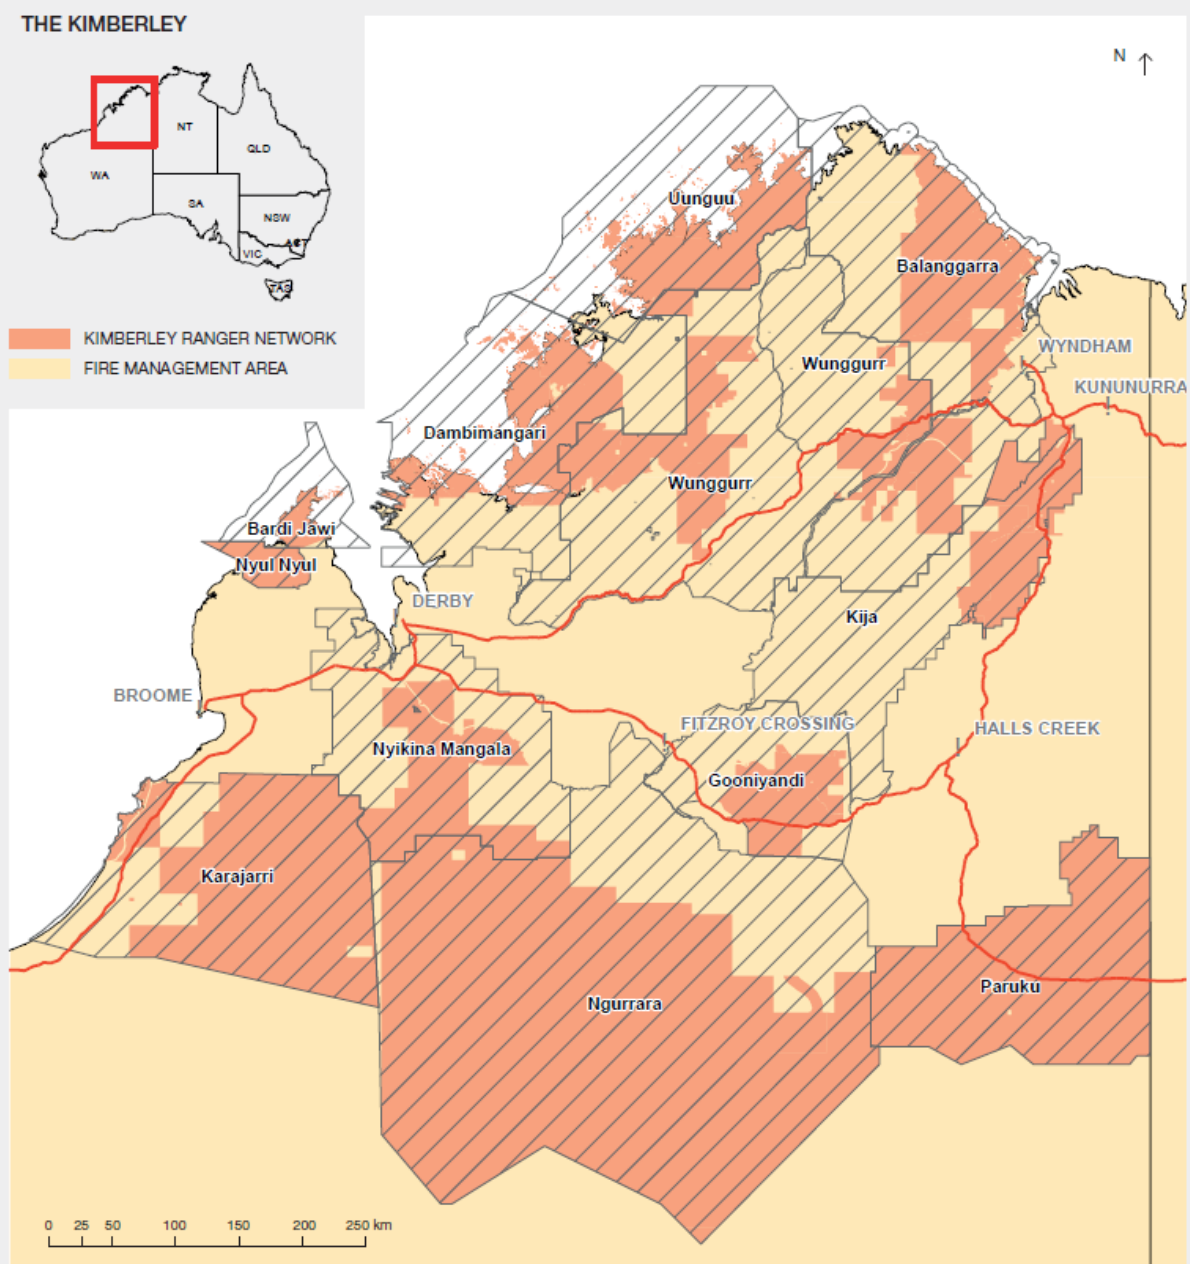 THE KIMBERLEY
N
NT
QLD
WA
SA
NSW
ACT
VIC
TAS
KIMBERLEY RANGER NETWORK
FIRE MANAGEMENT AREA
Uunguu
Balanggarra
WYNDHAM
Wunggurr
KUNUNURRA
Dambimangari
Wunggurr
Bardi Jawi
Nyul Nyul
DERBY
Kija
BROOME
FITZROY CROSSING
HALLS CREEK
Nyikina Mangala
Gooniyandi
Karajarri
Paruku
Ngurrara
0 25 50 100 150 200 250 km